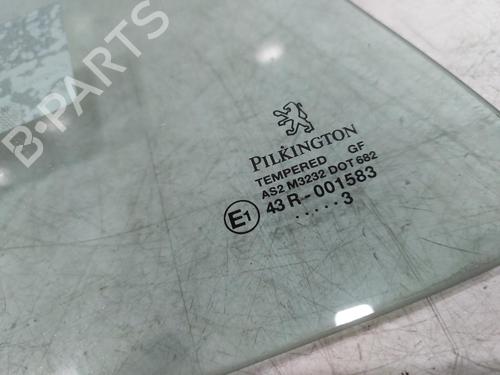 B-PARTS
PILKINGTON
TEMPERED GF
AS2 M3232 DOT 682
E1 43 R-001583
.....3